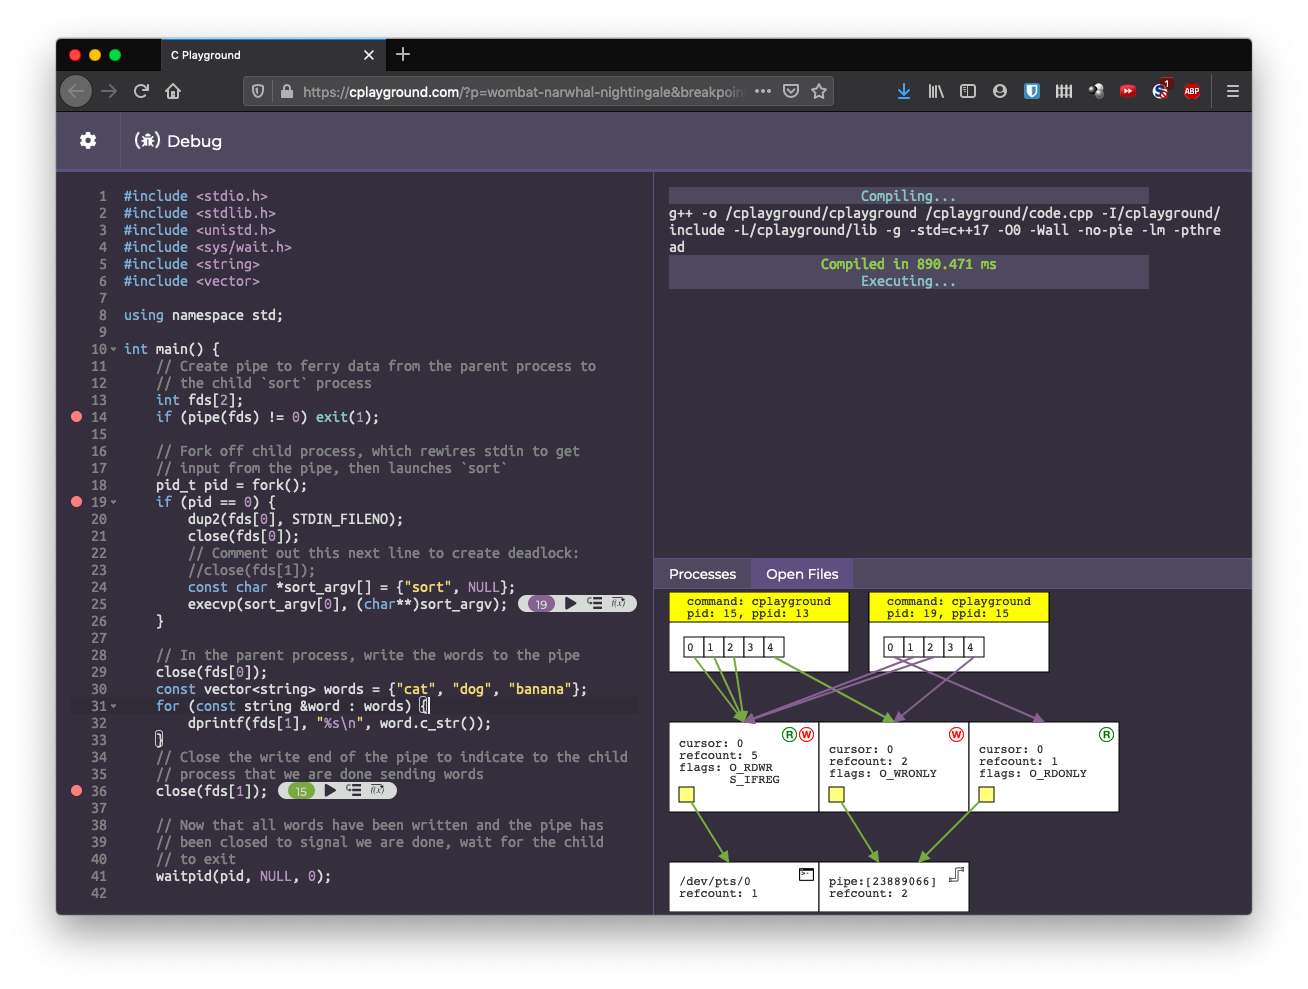 C Playground
https://cplayground.com/?p=wombat-narwhal-nightingale&breakpoin
1
ABP
Debug
1 #include <stdio.h>
2 #include <stdlib.h>
3 #include <unistd.h>
4 #include <sys/wait.h>
5 #include <string>
6 #include <vector>
7
8 using namespace std;
9
10 int main() {
11 // Create pipe to ferry data from the parent process to
12 // the child `sort` process
13 int fds[2];
14 if (pipe(fds) != 0) exit(1);
15
16 // Fork off child process, which rewires stdin to get
17 // input from the pipe, then launches `sort`
18 pid_t pid = fork();
19 if (pid == 0) {
20 dup2(fds[0], STDIN_FILENO);
21 close(fds[0]);
22 // Comment out this next line to create deadlock:
23 //close(fds[1]);
24 const char *sort_argv[] = {"sort", NULL};
25 execvp(sort_argv[0], (char**)sort_argv); 19 f(x)
26 }
27
28 // In the parent process, write the words to the pipe
29 close(fds[0]);
30 const vector<string> words = {"cat", "dog", "banana"};
31 for (const string &word : words) {
32 dprintf(fds[1], "%s\n", word.c_str());
33 }
34 // Close the write end of the pipe to indicate to the child
35 // process that we are done sending words
36 close(fds[1]); 15 f(x)
37
38 // Now that all words have been written and the pipe has
39 // been closed to signal we are done, wait for the child
40 // to exit
41 waitpid(pid, NULL, 0);
42
Compiling...
g++ -o /cplayground/cplayground /cplayground/code.cpp -I/cplayground/
include -L/cplayground/lib -g -std=c++17 -O0 -Wall -no-pie -lm -pthre
ad
Compiled in 890.471 ms
Executing...
Processes Open Files
command: cplayground
pid: 15, ppid: 13
0 1 2 3 4
command: cplayground
pid: 19, ppid: 15
0 1 2 3 4
R W
cursor: 0
refcount: 5
flags: O_RDWR
S_IFREG
W
cursor: 0
refcount: 2
flags: O_WRONLY
R
cursor: 0
refcount: 1
flags: O_RDONLY
/dev/pts/0
refcount: 1
pipe:[23889066]
refcount: 2